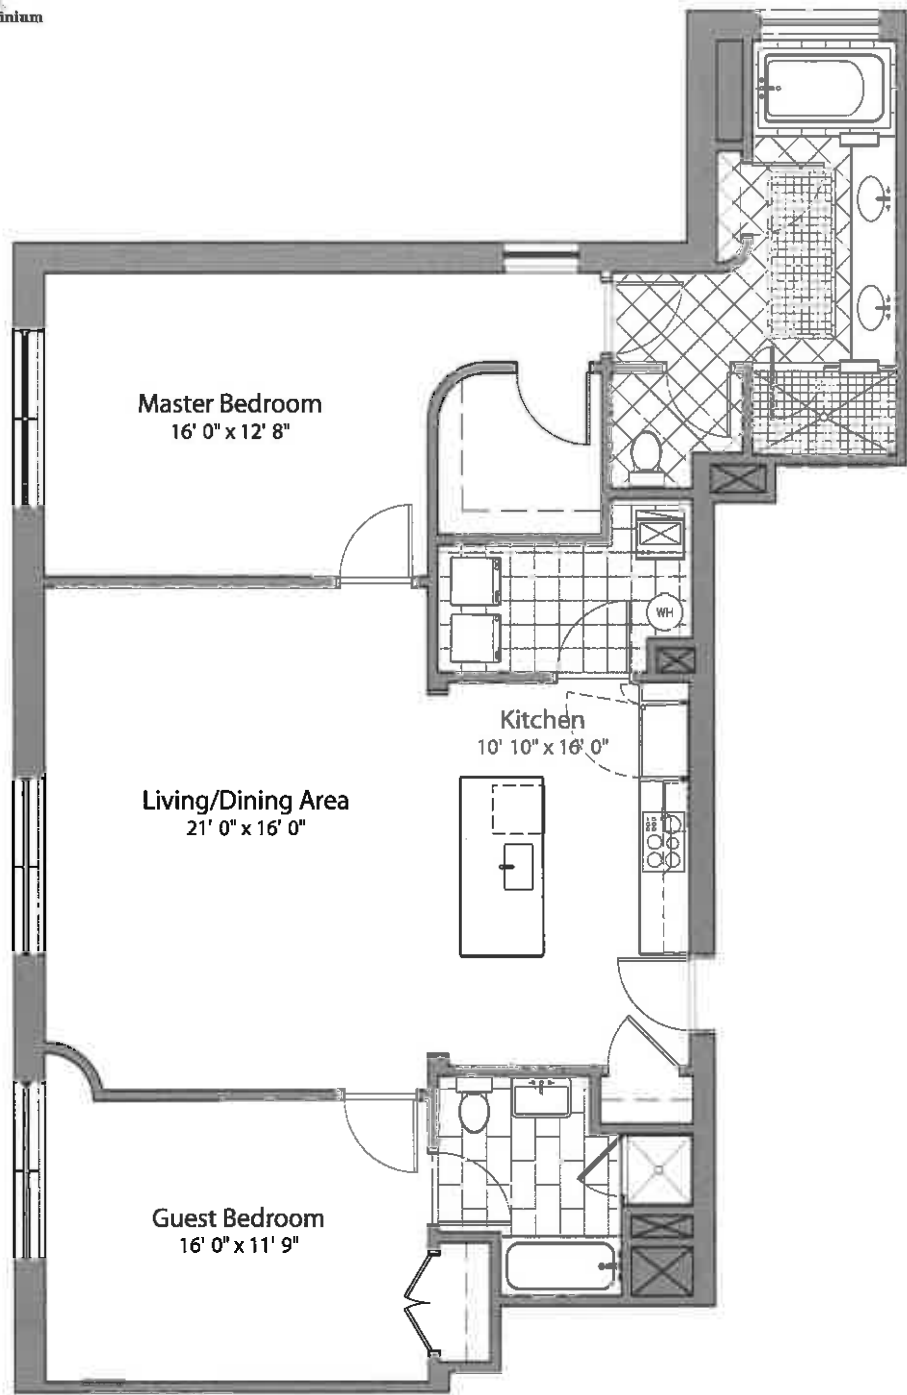 inium
Master Bedroom
16' 0" x 12' 8"
WH
Kitchen
10' 10" x 16' 0"
Living/Dining Area
21' 0" x 16' 0"
Guest Bedroom
16' 0" x 11' 9"